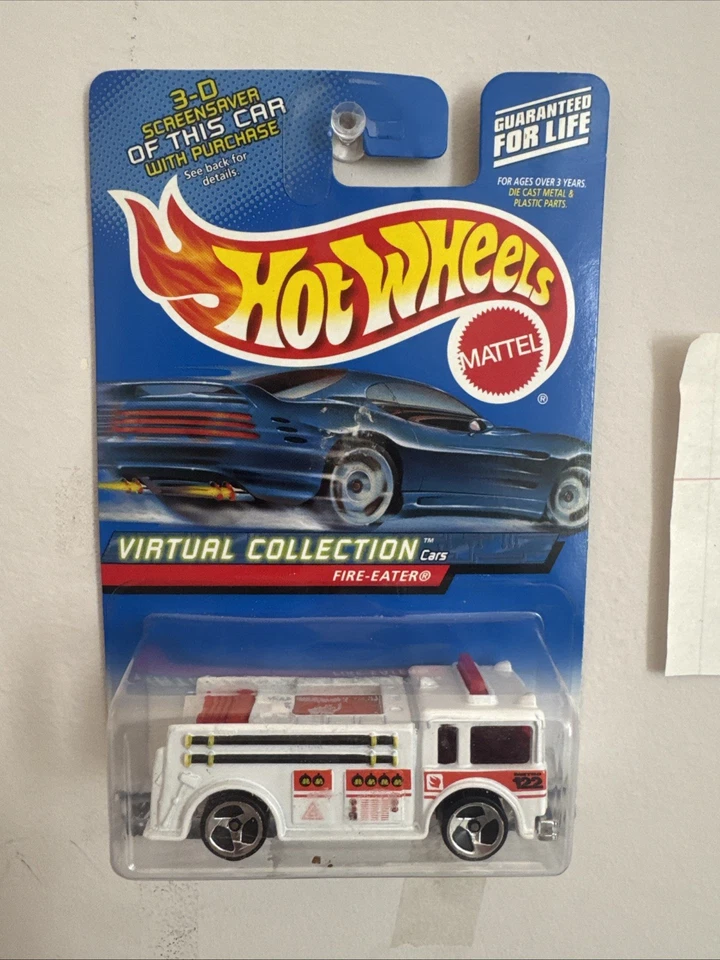 3-D
SCREENSAVER
OF THIS CAR
WITH PURCHASE
See back for
details.
GUARANTEED
FOR LIFE
FOR AGES OVER 3 YEARS.
DIE CAST METAL &
PLASTIC PARTS.
HOT WHEELS
MATTEL
®
VIRTUAL COLLECTION™
Cars
FIRE-EATER®
122